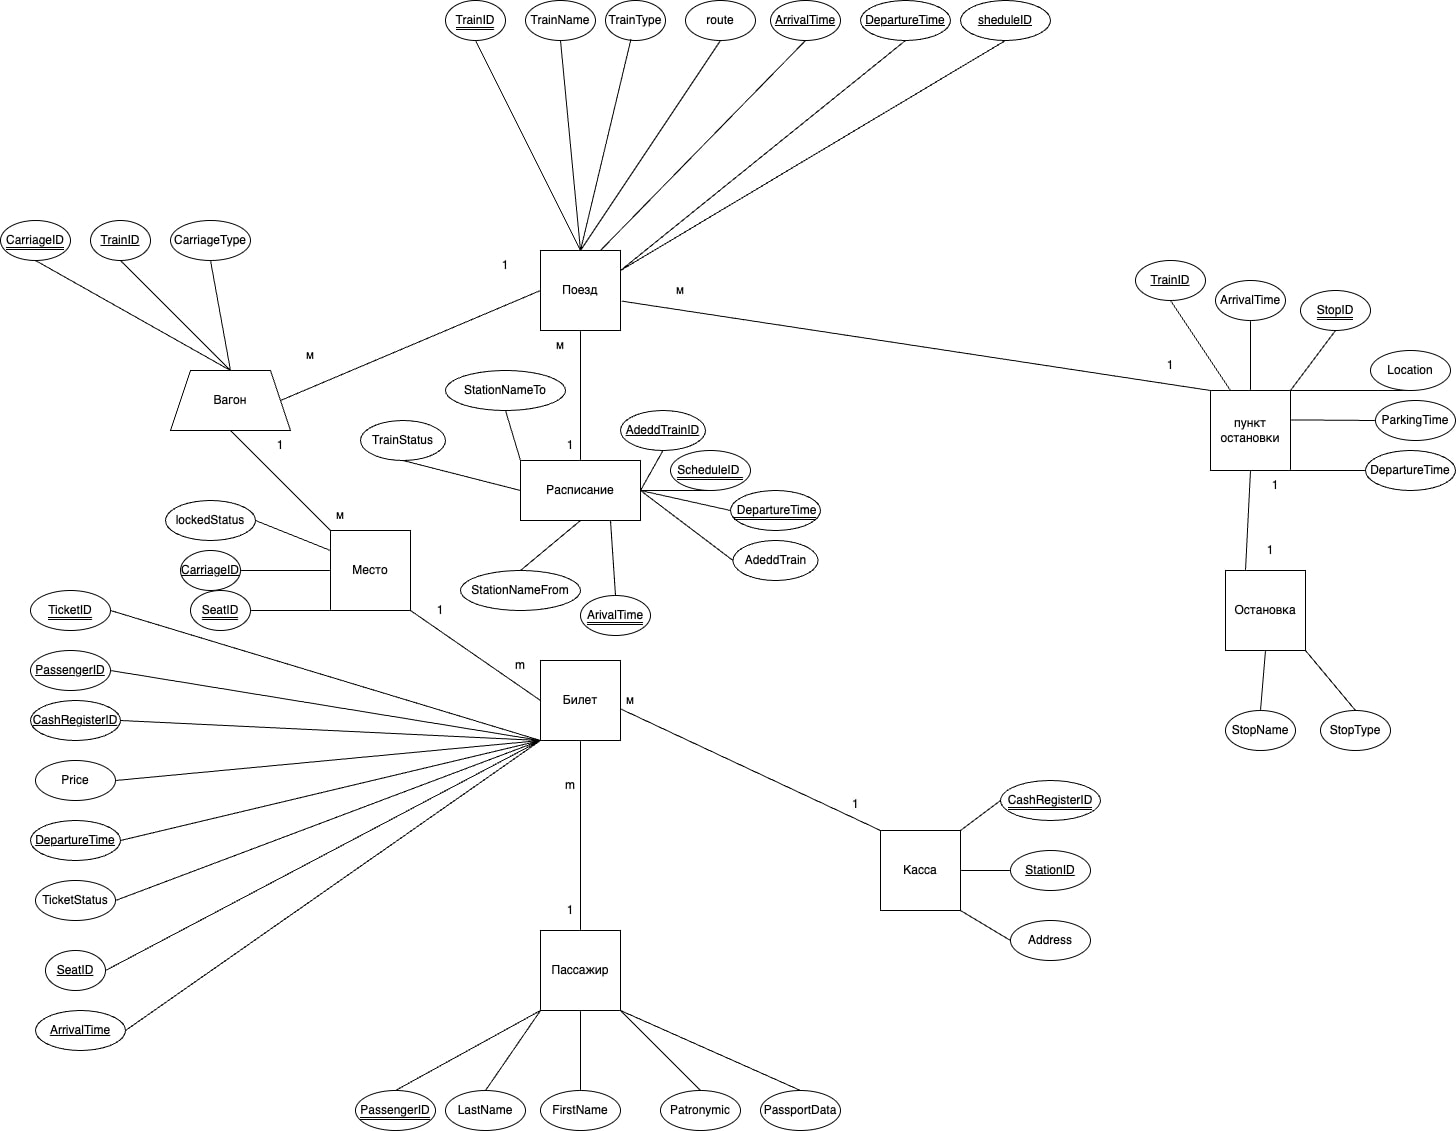 TrainID
TrainName
TrainType
route
ArrivalTime
DepartureTime
sheduleID
CarriageID
TrainID
CarriageType
1
Поезд
м
TrainID
ArrivalTime
StopID
м
м
1
Location
Вагон
StationNameTo
ParkingTime
пункт
остановки
1
TrainStatus
1
AdeddTrainID
ScheduleID
DepartureTime
1
Расписание
м
lockedStatus
DepartureTime
1
CarriageID
Место
AdeddTrain
StationNameFrom
SeatID
1
ArivalTime
Остановка
TicketID
m
PassengerID
Билет
м
CashRegisterID
StopName
StopType
Price
m
1
CashRegisterID
DepartureTime
Касса
StationID
TicketStatus
1
Address
SeatID
Пассажир
ArrivalTime
PassengerID
LastName
FirstName
Patronymic
PassportData